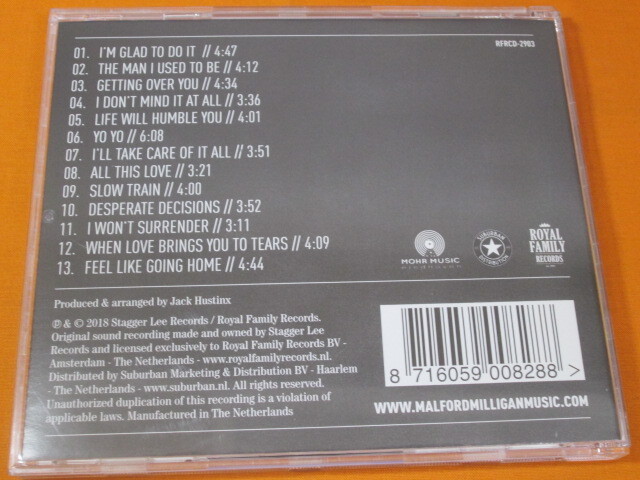 RFRCD-2903
01. I'M GLAD TO DO IT // 4:47
02. THE MAN I USED TO BE // 4:12
03. GETTING OVER YOU // 4:34
04. I DON'T MIND IT AT ALL // 3:36
05. LIFE WILL HUMBLE YOU // 4:01
06. YO YO // 6:08
07. I'LL TAKE CARE OF IT ALL // 3:51
08. ALL THIS LOVE // 3:21
09. SLOW TRAIN // 4:00
10. DESPERATE DECISIONS // 3:52
11. I WON'T SURRENDER // 3:11
12. WHEN LOVE BRINGS YOU TO TEARS // 4:09
13. FEEL LIKE GOING HOME // 4:44
MOHR MUSIC
SUBURBAN
DISTRIBUTION
ROYAL
FAMILY
RECORDS
Produced & arranged by Jack Hustinx
℗ & © 2018 Stagger Lee Records / Royal Family Records.
Original sound recording made and owned by Stagger Lee
Records and licensed exclusively to Royal Family Records BV -
Amsterdam - The Netherlands - www.royalfamilyrecords.nl.
Distributed by Suburban Marketing & Distribution BV - Haarlem
- The Netherlands - www.suburban.nl. All rights reserved.
Unauthorized duplication of this recording is a violation of
applicable laws. Manufactured in The Netherlands
8 716059 008288 >
WWW.MALFORDMILLIGANMUSIC.COM